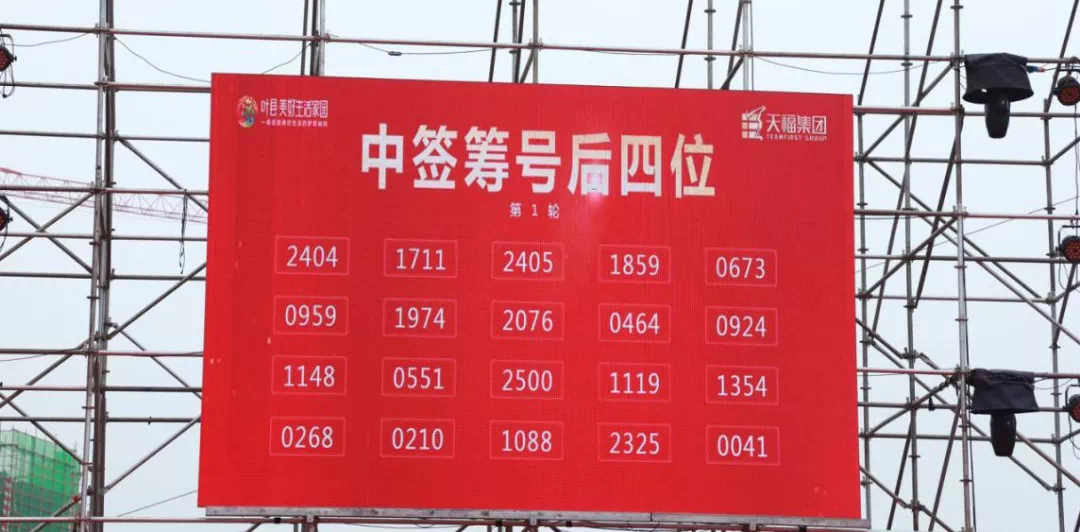 叶县·美好生活家园
天福集团
TEAMFIRST GROUP
中签筹号后四位
第 1 轮
2404 1711 2405 1859 0673
0959 1974 2076 0464 0924
1148 0551 2500 1119 1354
0268 0210 1088 2325 0041